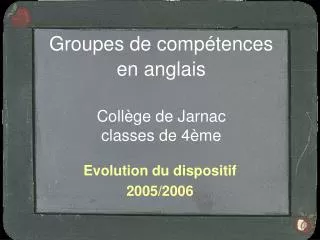 Groupes de compétences
en anglais
Collège de Jarnac
classes de 4ème
Evolution du dispositif
2005/2006